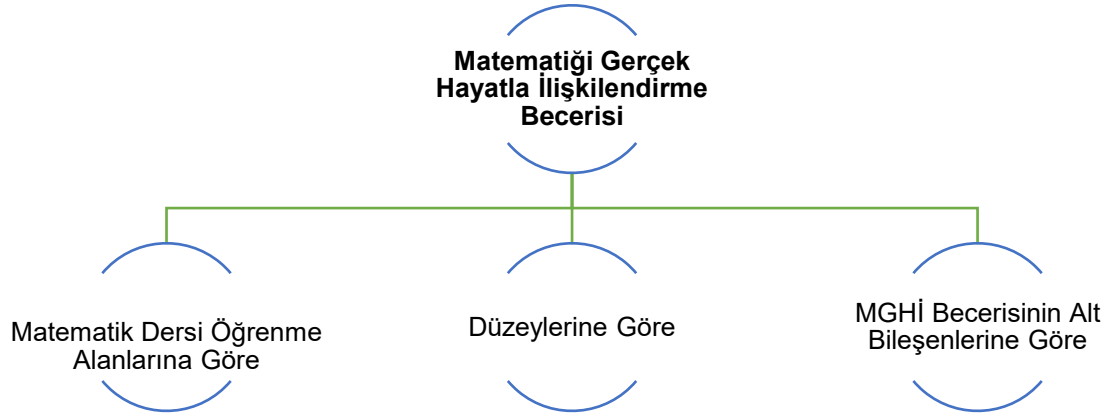 Matematiği Gerçek
Hayatla İlişkilendirme
Becerisi
Matematik Dersi Öğrenme
Alanlarına Göre
Düzeylerine Göre
MGHİ Becerisinin Alt
Bileşenlerine Göre